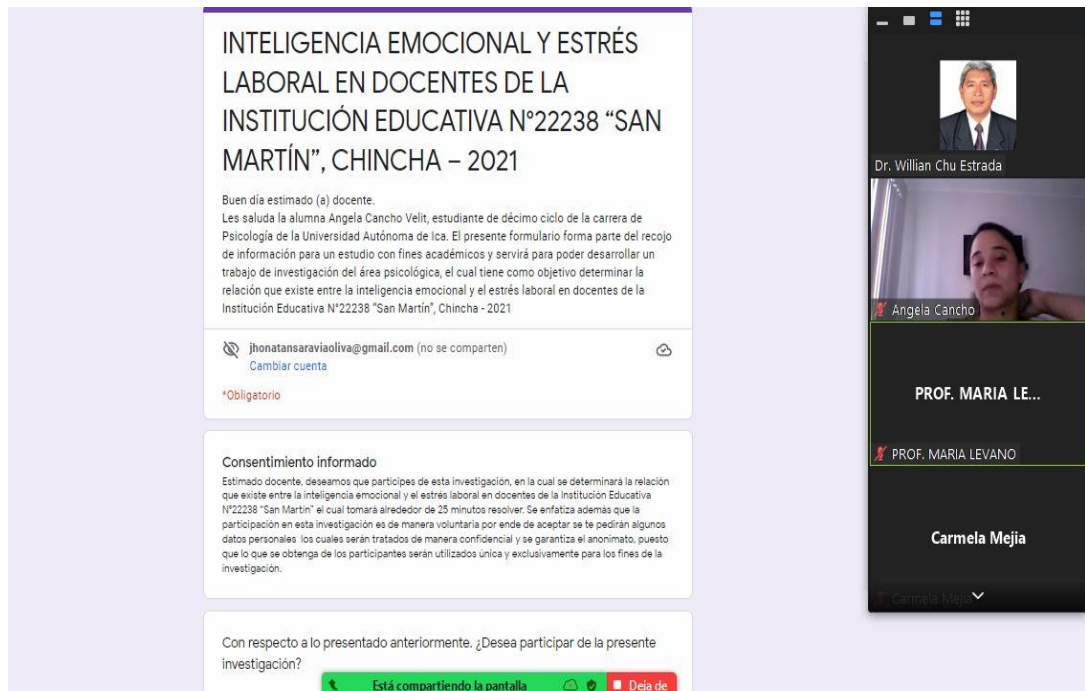 INTELIGENCIA EMOCIONAL Y ESTRÉS
LABORAL EN DOCENTES DE LA
INSTITUCIÓN EDUCATIVA N°22238 “SAN
MARTÍN”, CHINCHA – 2021
Buen día estimado (a) docente.
Les saluda la alumna Angela Cancho Velit, estudiante de décimo ciclo de la carrera de
Psicología de la Universidad Autónoma de Ica. El presente formulario forma parte del recojo
de información para un estudio con fines académicos y servirá para poder desarrollar un
trabajo de investigación del área psicológica, el cual tiene como objetivo determinar la
relación que existe entre la inteligencia emocional y el estrés laboral en docentes de la
Institución Educativa N°22238 “San Martín”, Chincha - 2021
jhonatansaraviaoliva@gmail.com (no se comparten)
Cambiar cuenta
*Obligatorio
Consentimiento informado
Estimado docente, deseamos que participes de esta investigación, en la cual se determinará la relación
que existe entre la inteligencia emocional y el estrés laboral en docentes de la Institución Educativa
N°22238 “San Martín” el cual tomará alrededor de 25 minutos resolver. Se enfatiza además que la
participación en esta investigación es de manera voluntaria por ende de aceptar se te pedirán algunos
datos personales los cuales serán tratados de manera confidencial y se garantiza el anonimato, puesto
que lo que se obtenga de los participantes serán utilizados única y exclusivamente para los fines de la
investigación.
Con respecto a lo presentado anteriormente. ¿Desea participar de la presente
investigación?
Está compartiendo la pantalla
Deja de
Dr. Willian Chu Estrada
Angela Cancho
PROF. MARIA LE...
PROF. MARIA LEVANO
Carmela Mejia
Carmela Mejia